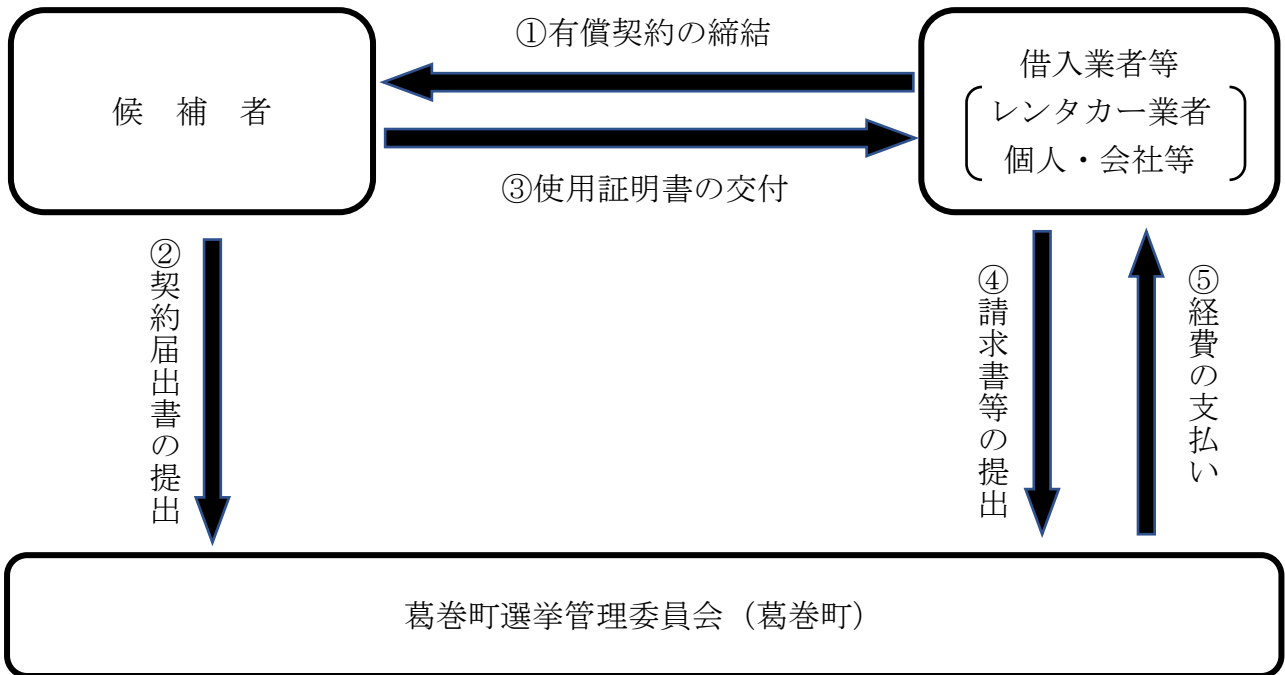 ①有償契約の締結
候　補　者
借入業者等
レンタカー業者
個人・会社等
③使用証明書の交付
②契約届出書の提出
④請求書等の提出
⑤経費の支払い
葛巻町選挙管理委員会（葛巻町）